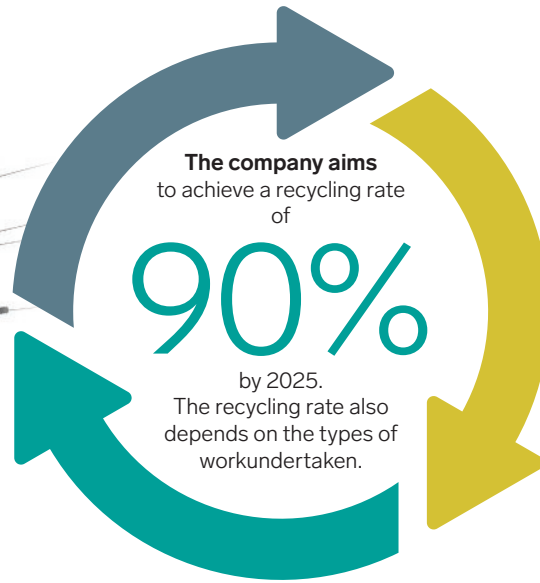 The company aims
to achieve a recycling rate
of
90%
by 2025.
The recycling rate also
depends on the types of
workundertaken.